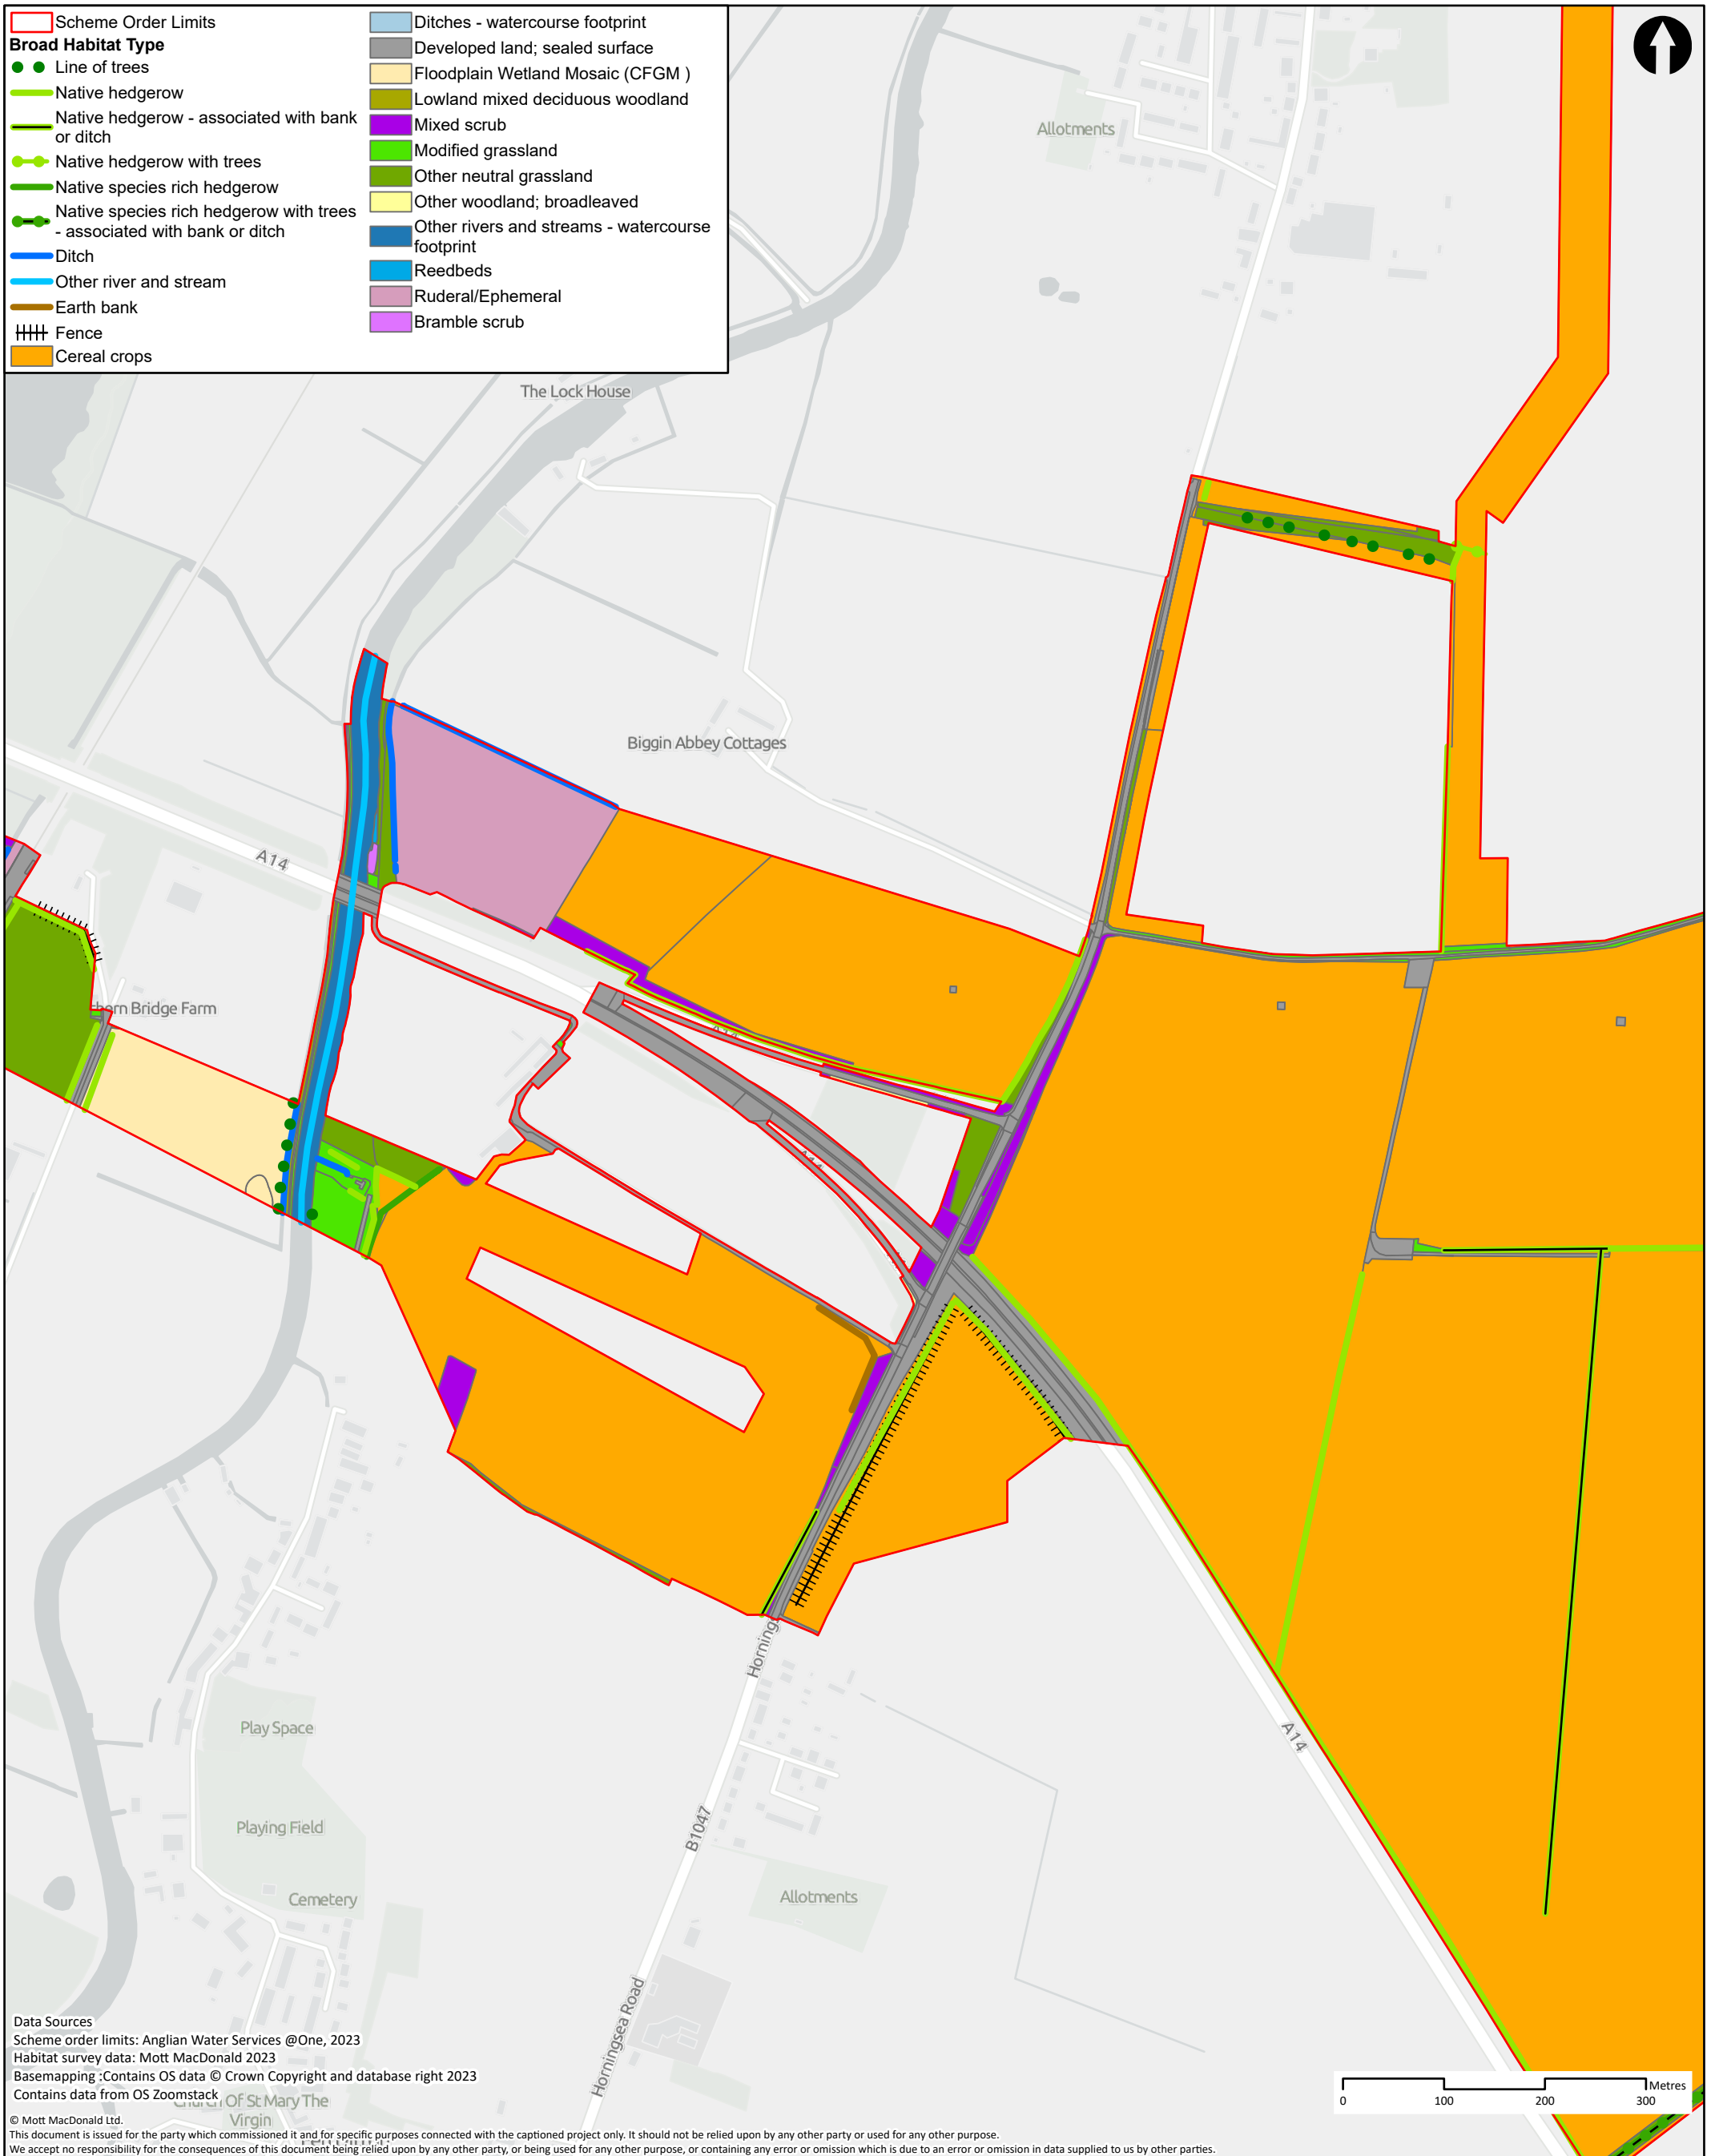 Scheme Order Limits
Broad Habitat Type
Line of trees
Native hedgerow
Native hedgerow - associated with bank
or ditch
Native hedgerow with trees
Native species rich hedgerow
Native species rich hedgerow with trees
- associated with bank or ditch
Ditch
Other river and stream
Earth bank
Fence
Cereal crops
Ditches - watercourse footprint
Developed land; sealed surface
Floodplain Wetland Mosaic (CFGM )
Lowland mixed deciduous woodland
Mixed scrub
Modified grassland
Other neutral grassland
Other woodland; broadleaved
Other rivers and streams - watercourse
footprint
Reedbeds
Ruderal/Ephemeral
Bramble scrub
Allotments
The Lock House
Biggin Abbey Cottages
A14
Bridge Farm
Horningsea Road
B1047
A14
Play Space
Playing Field
Cemetery
Allotments
Data Sources
Scheme order limits: Anglian Water Services @One, 2023
Habitat survey data: Mott MacDonald 2023
Basemapping :Contains OS data © Crown Copyright and database right 2023
Contains data from OS Zoomstack
Church Of St Mary The
Virgin
Metres
0 100 200 300
© Mott MacDonald Ltd.
This document is issued for the party which commissioned it and for specific purposes connected with the captioned project only. It should not be relied upon by any other party or used for any other purpose.
We accept no responsibility for the consequences of this document being relied upon by any other party, or being used for any other purpose, or containing any error or omission which is due to an error or omission in data supplied to us by other parties.